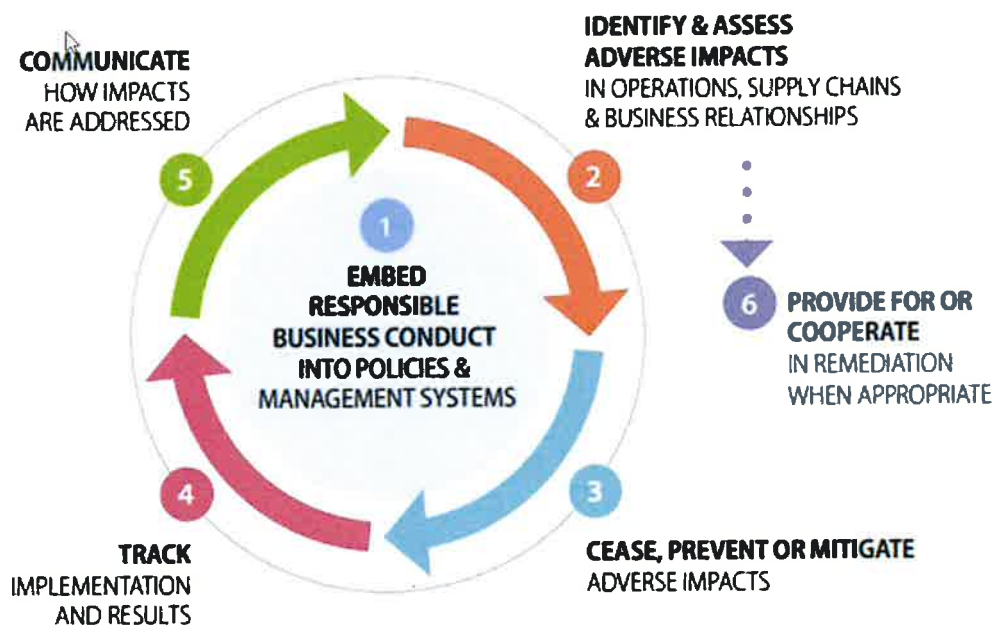 COMMUNICATE
HOW IMPACTS
ARE ADDRESSED
5
IDENTIFY & ASSESS
ADVERSE IMPACTS
IN OPERATIONS, SUPPLY CHAINS
& BUSINESS RELATIONSHIPS
2
1
EMBED
RESPONSIBLE
BUSINESS CONDUCT
INTO POLICIES &
MANAGEMENT SYSTEMS
6
PROVIDE FOR OR
COOPERATE
IN REMEDIATION
WHEN APPROPRIATE
4
TRACK
IMPLEMENTATION
AND RESULTS
3
CEASE, PREVENT OR MITIGATE
ADVERSE IMPACTS